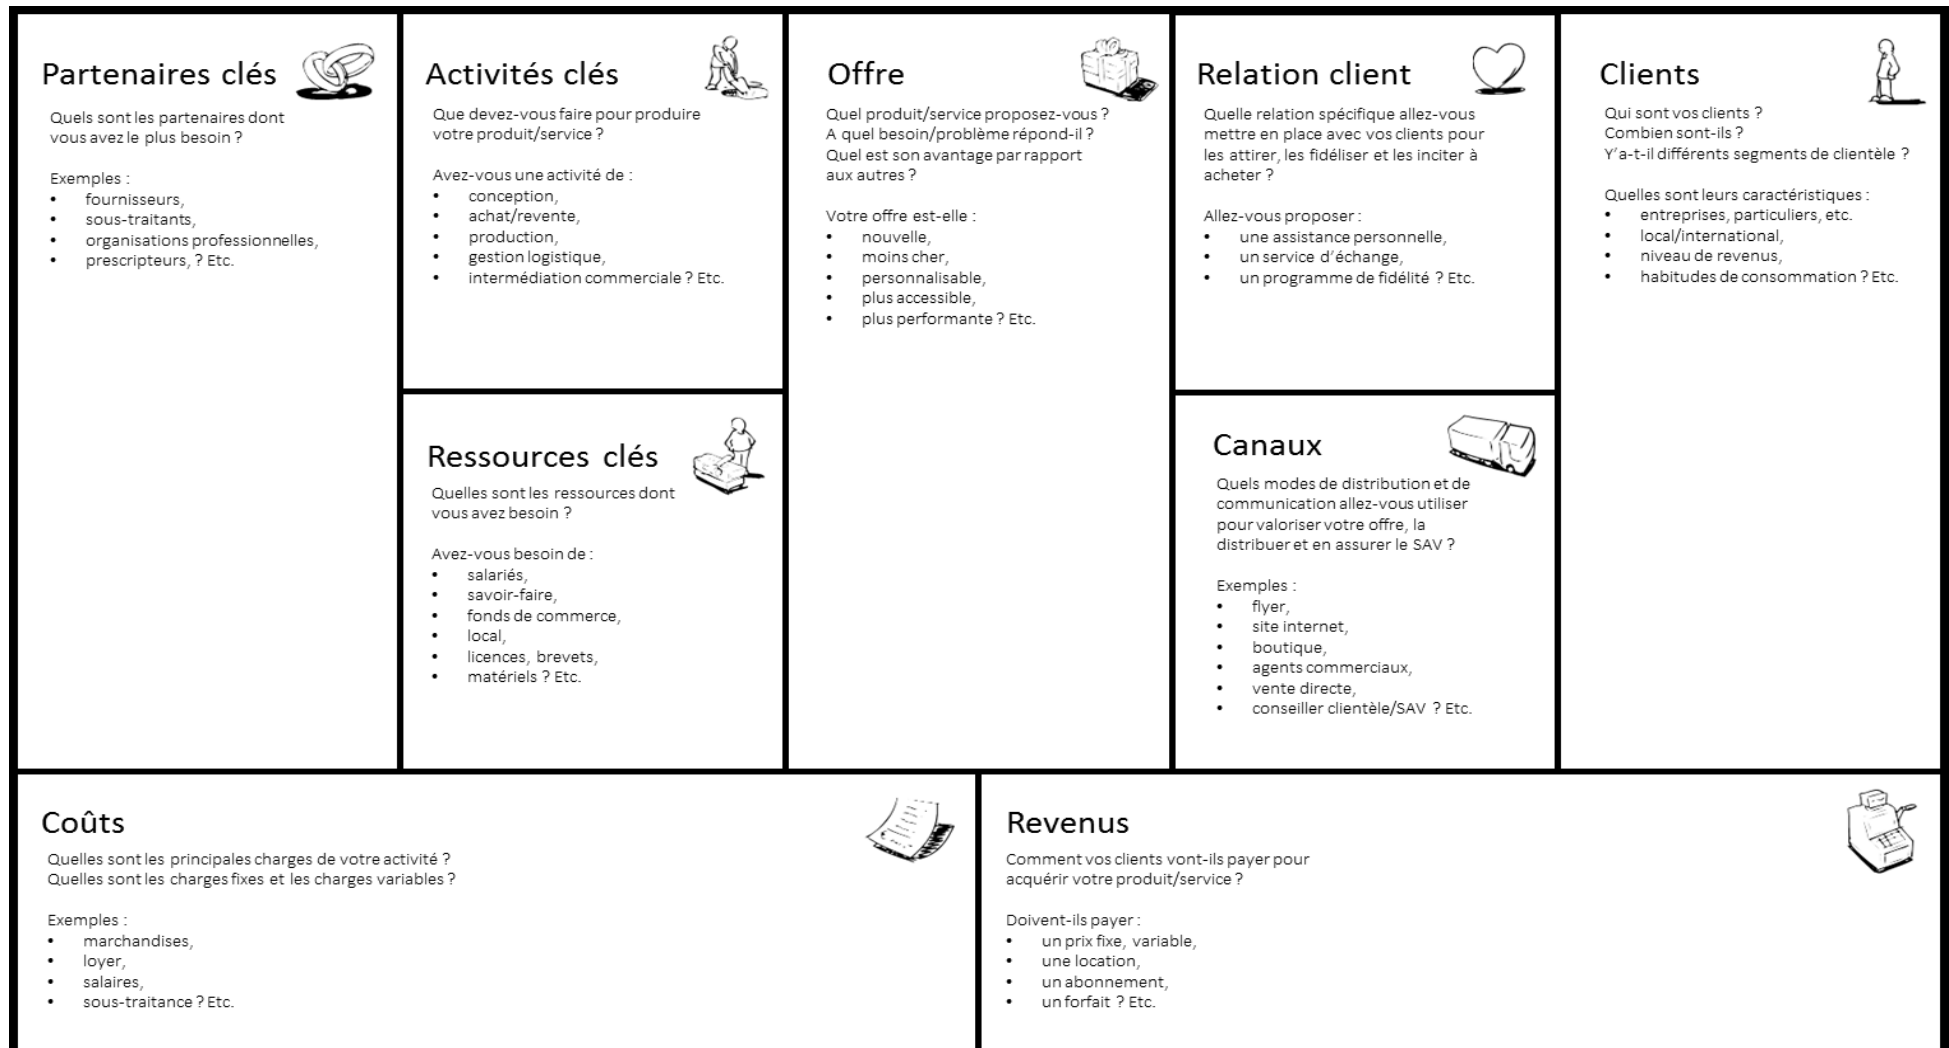 Partenaires clés
Quels sont les partenaires dont
vous avez le plus besoin ?
Exemples :
• fournisseurs,
• sous-traitants,
• organisations professionnelles,
• prescripteurs, ? Etc.
Activités clés
Que devez-vous faire pour produire
votre produit/service ?
Avez-vous une activité de :
• conception,
• achat/revente,
• production,
• gestion logistique,
• intermédiation commerciale ? Etc.
Ressources clés
Quelles sont les ressources dont
vous avez besoin ?
Avez-vous besoin de :
• salariés,
• savoir-faire,
• fonds de commerce,
• local,
• licences, brevets,
• matériels ? Etc.
Offre
Quel produit/service proposez-vous ?
A quel besoin/problème répond-il ?
Quel est son avantage par rapport
aux autres ?
Votre offre est-elle :
• nouvelle,
• moins cher,
• personnalisable,
• plus accessible,
• plus performante ? Etc.
Relation client
Quelle relation spécifique allez-vous
mettre en place avec vos clients pour
les attirer, les fidéliser et les inciter à
acheter ?
Allez-vous proposer :
• une assistance personnelle,
• un service d’échange,
• un programme de fidélité ? Etc.
Canaux
Quels modes de distribution et de
communication allez-vous utiliser
pour valoriser votre offre, la
distribuer et en assurer le SAV ?
Exemples :
• flyer,
• site internet,
• boutique,
• agents commerciaux,
• vente directe,
• conseiller clientèle/SAV ? Etc.
Clients
Qui sont vos clients ?
Combien sont-ils ?
Y’a-t-il différents segments de clientèle ?
Quelles sont leurs caractéristiques :
• entreprises, particuliers, etc.
• local/international,
• niveau de revenus,
• habitudes de consommation ? Etc.
Coûts
Quelles sont les principales charges de votre activité ?
Quelles sont les charges fixes et les charges variables ?
Exemples :
• marchandises,
• loyer,
• salaires,
• sous-traitance ? Etc.
Revenus
Comment vos clients vont-ils payer pour
acquérir votre produit/service ?
Doivent-ils payer :
• un prix fixe, variable,
• une location,
• un abonnement,
• un forfait ? Etc.